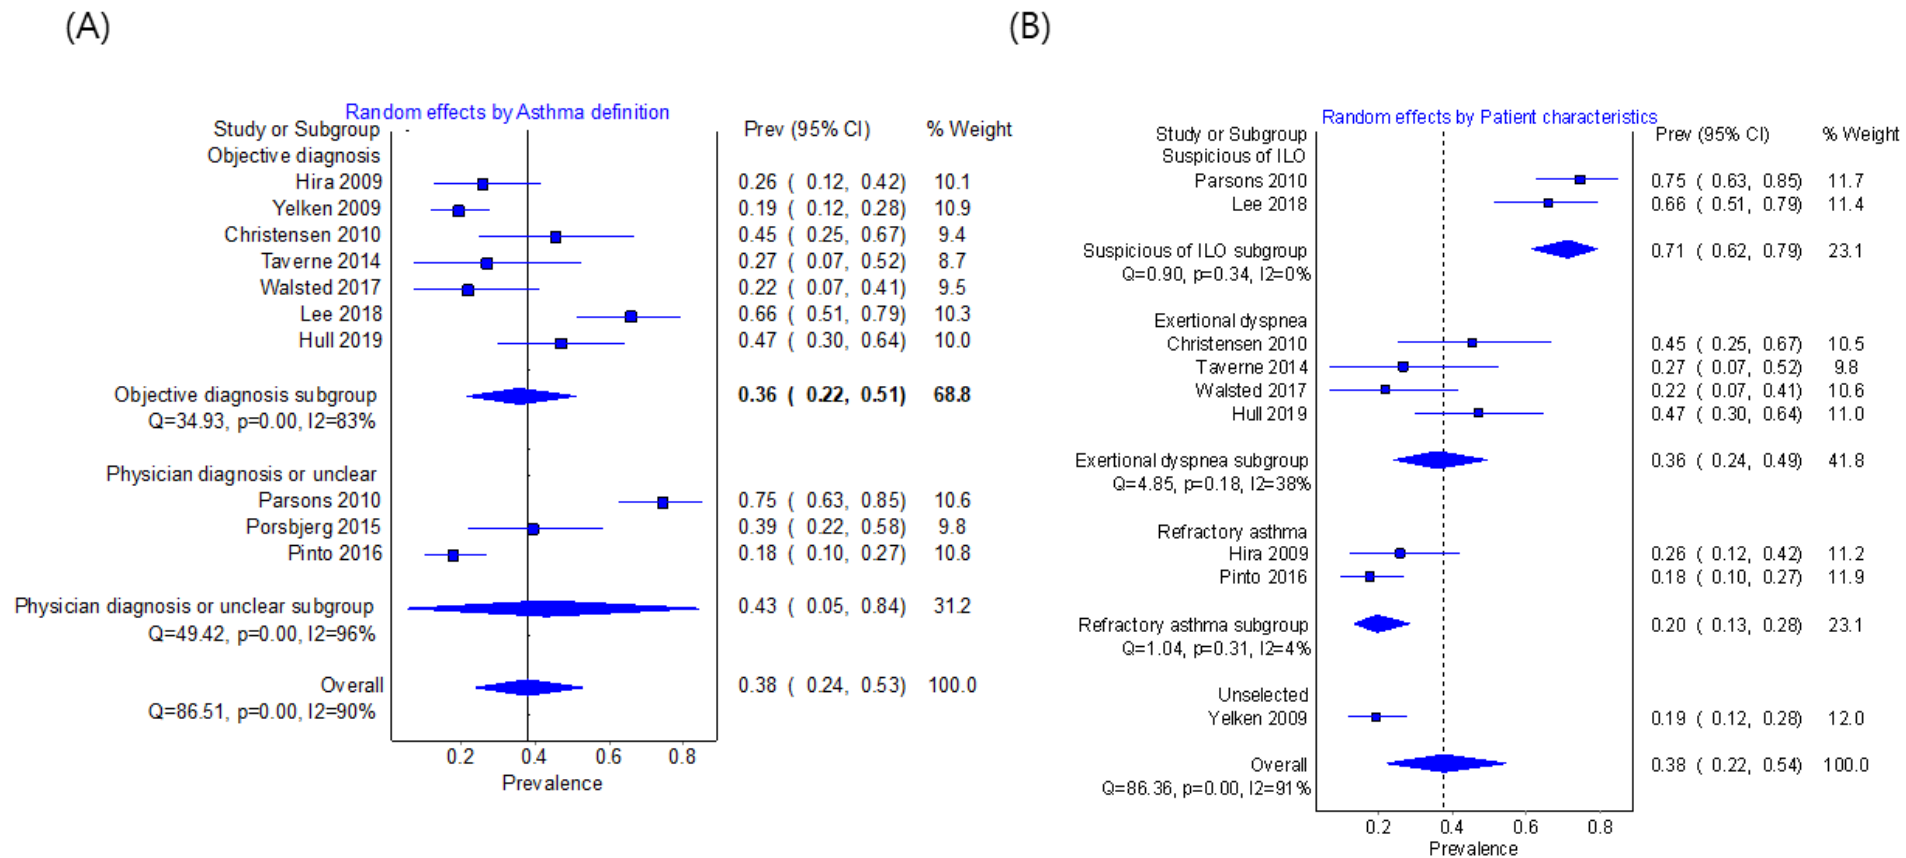 (A)
Random effects by Asthma definition
Study or Subgroup Prev (95% CI) % Weight
Objective diagnosis
Hira 2009 0.26 ( 0.12, 0.42) 10.1
Yelken 2009 0.19 ( 0.12, 0.28) 10.9
Christensen 2010 0.45 ( 0.25, 0.67) 9.4
Taverne 2014 0.27 ( 0.07, 0.52) 8.7
Walsted 2017 0.22 ( 0.07, 0.41) 9.5
Lee 2018 0.66 ( 0.51, 0.79) 10.3
Hull 2019 0.47 ( 0.30, 0.64) 10.0
Objective diagnosis subgroup 0.36 ( 0.22, 0.51) 68.8
Q=34.93, p=0.00, I2=83%
Physician diagnosis or unclear
Parsons 2010 0.75 ( 0.63, 0.85) 10.6
Porsbjerg 2015 0.39 ( 0.22, 0.58) 9.8
Pinto 2016 0.18 ( 0.10, 0.27) 10.8
Physician diagnosis or unclear subgroup 0.43 ( 0.05, 0.84) 31.2
Q=49.42, p=0.00, I2=96%
Overall 0.38 ( 0.24, 0.53) 100.0
Q=86.51, p=0.00, I2=90%
0.2 0.4 0.6 0.8
Prevalence
(B)
Random effects by Patient characteristics
Study or Subgroup Prev (95% CI) % Weight
Suspicious of ILO
Parsons 2010 0.75 ( 0.63, 0.85) 11.7
Lee 2018 0.66 ( 0.51, 0.79) 11.4
Suspicious of ILO subgroup 0.71 ( 0.62, 0.79) 23.1
Q=0.90, p=0.34, I2=0%
Exertional dyspnea
Christensen 2010 0.45 ( 0.25, 0.67) 10.5
Taverne 2014 0.27 ( 0.07, 0.52) 9.8
Walsted 2017 0.22 ( 0.07, 0.41) 10.6
Hull 2019 0.47 ( 0.30, 0.64) 11.0
Exertional dyspnea subgroup 0.36 ( 0.24, 0.49) 41.8
Q=4.85, p=0.18, I2=38%
Refractory asthma
Hira 2009 0.26 ( 0.12, 0.42) 11.2
Pinto 2016 0.18 ( 0.10, 0.27) 11.9
Refractory asthma subgroup 0.20 ( 0.13, 0.28) 23.1
Q=1.04, p=0.31, I2=4%
Unselected
Yelken 2009 0.19 ( 0.12, 0.28) 12.0
Overall 0.38 ( 0.22, 0.54) 100.0
Q=86.36, p=0.00, I2=91%
0.2 0.4 0.6 0.8
Prevalence